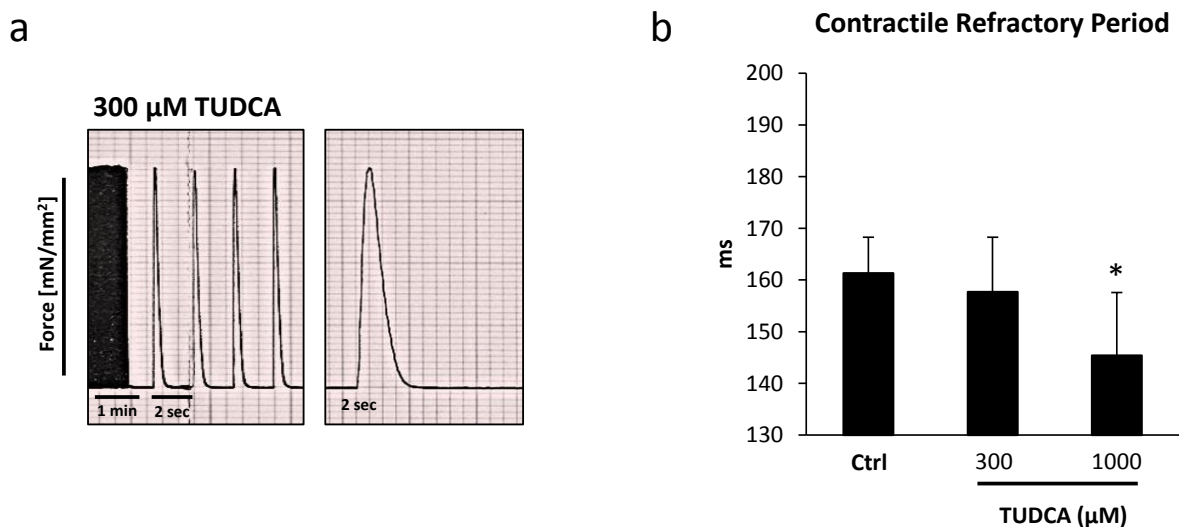 a
300 µM TUDCA
Force [mN/mm²]
1 min
2 sec
2 sec
b
Contractile Refractory Period
200
190
180
170
160
150
140
130
ms
*
Ctrl
300
1000
TUDCA (µM)